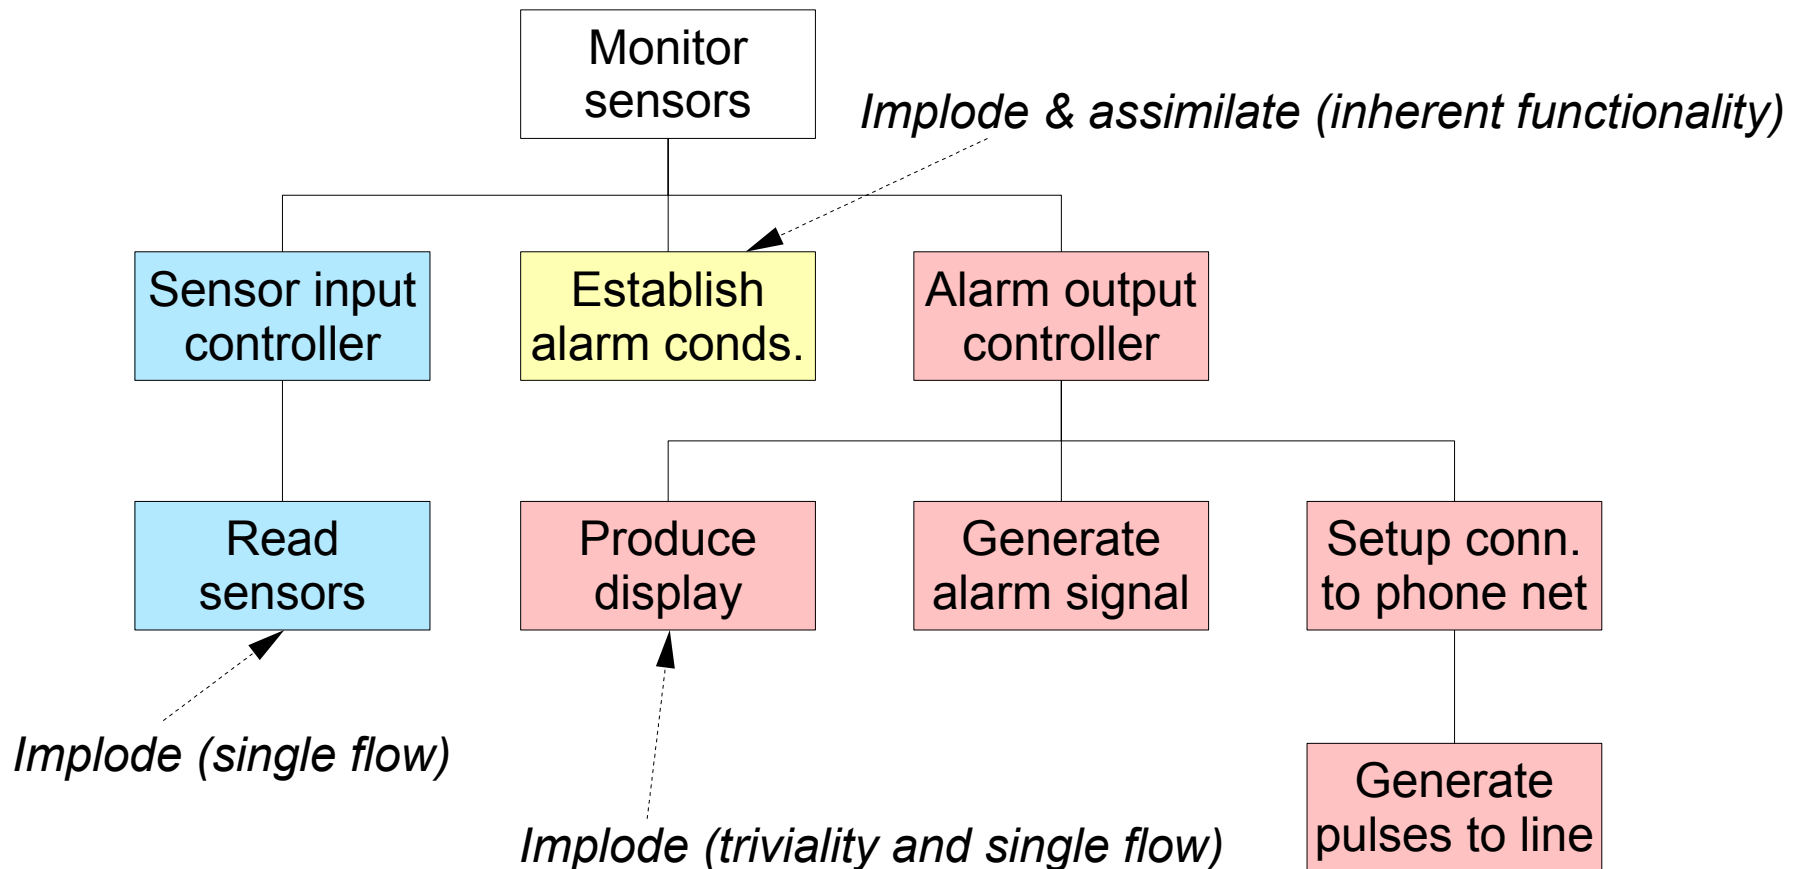 Monitor
sensors
Implode & assimilate (inherent functionality)
Sensor input
controller
Establish
alarm conds.
Alarm output
controller
Read
sensors
Produce
display
Generate
alarm signal
Setup conn.
to phone net
Implode (single flow)
Implode (triviality and single flow)
Generate
pulses to line